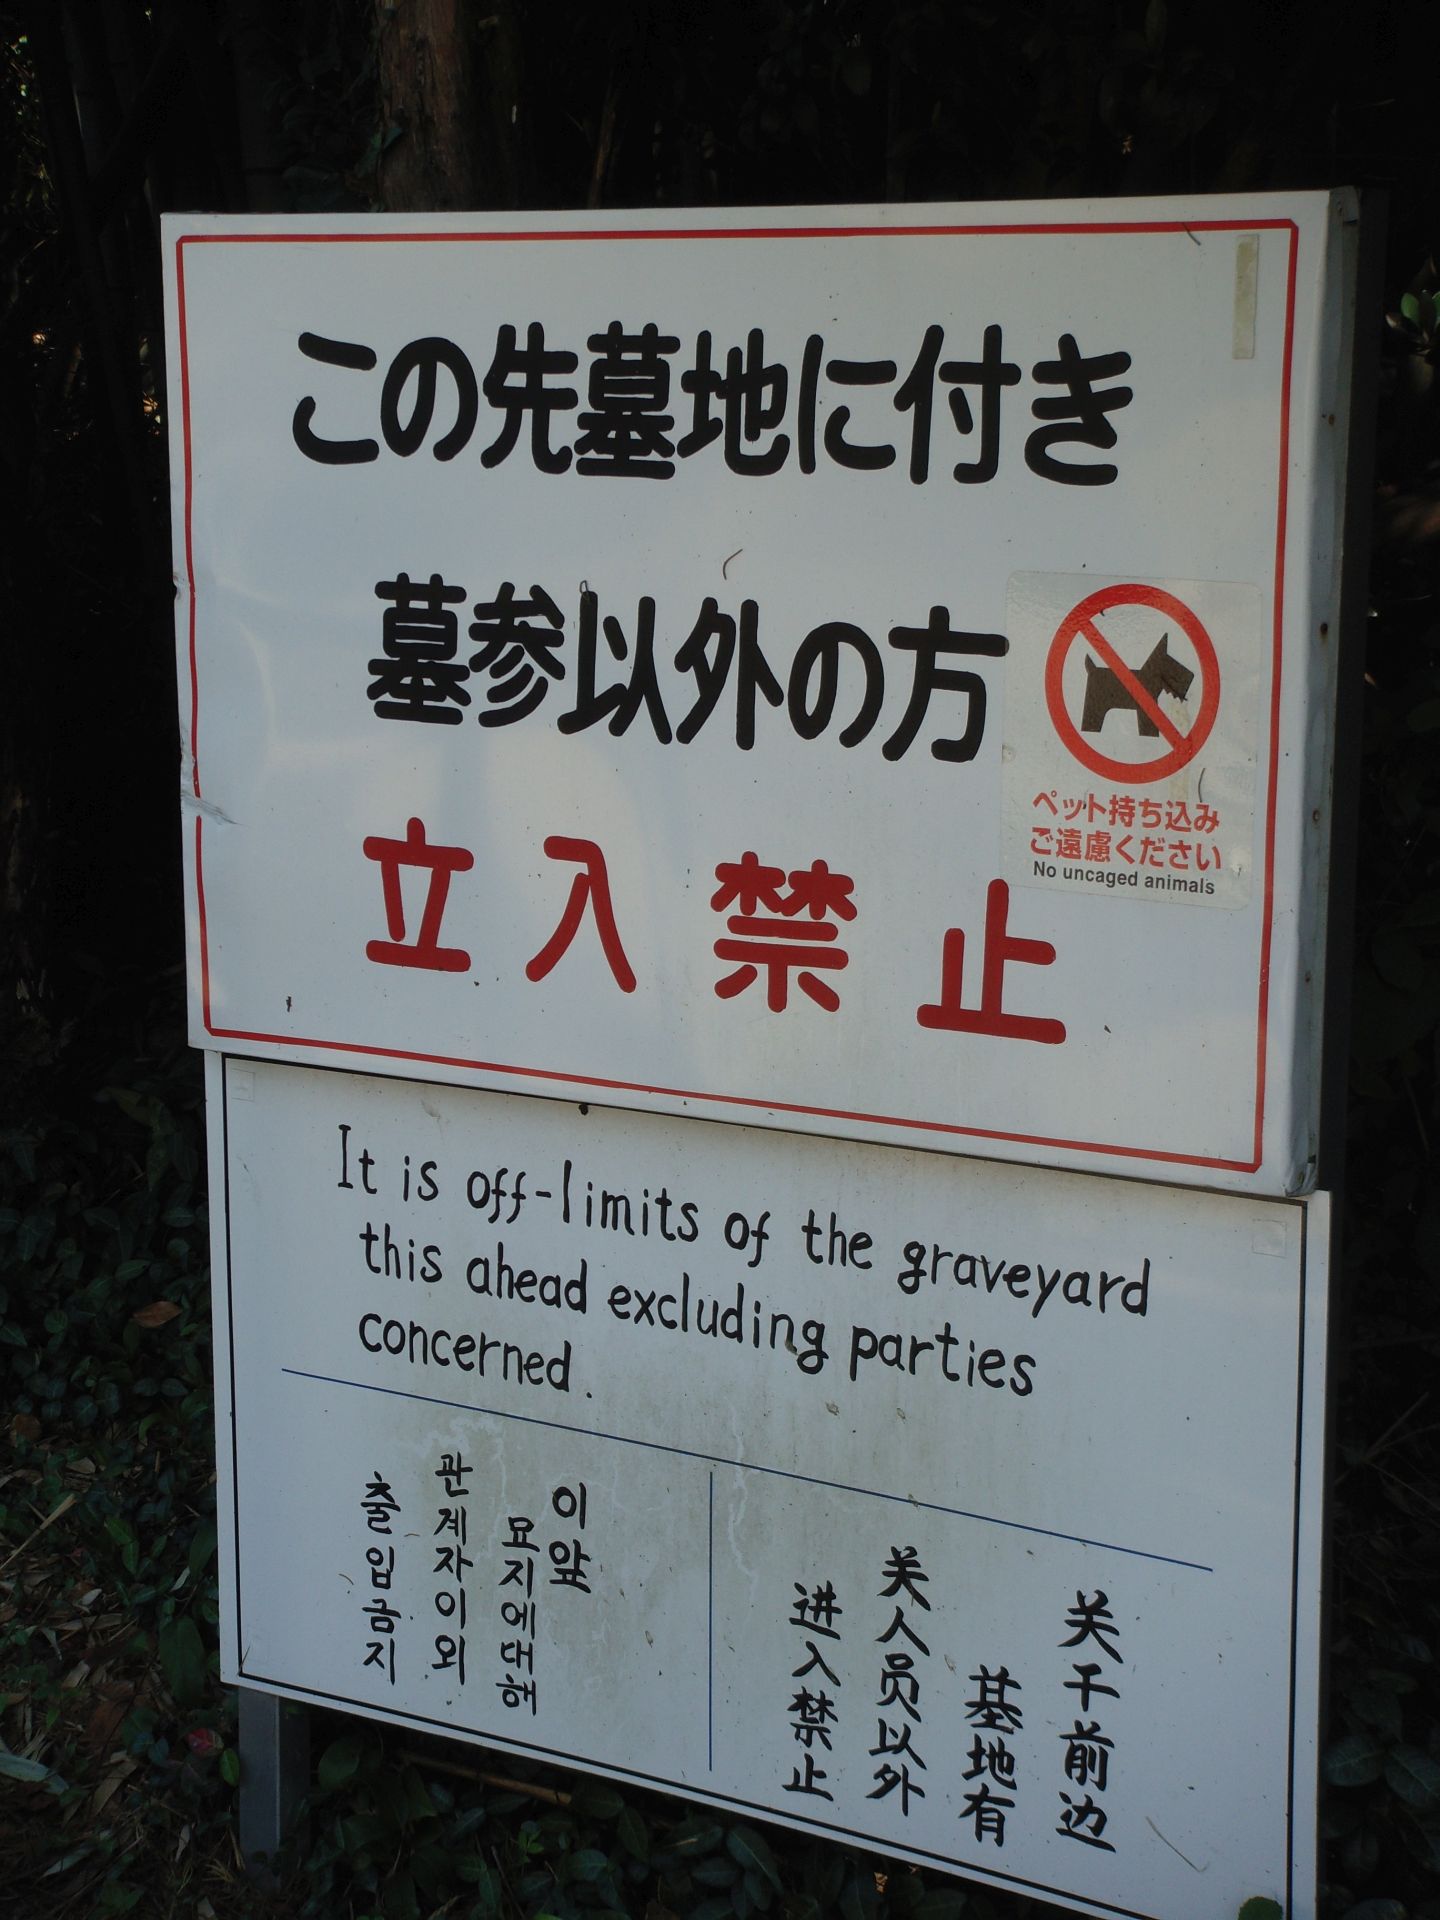 この先墓地に付き
墓参以外の方
立入禁止
ペット持ち込み
ご遠慮ください
No uncaged animals
It is off-limits of the graveyard
this ahead excluding parties
concerned.
이앞
묘지에대해
관계자이외
출입금지
关干前边
基地有
关人员以外
进入禁止